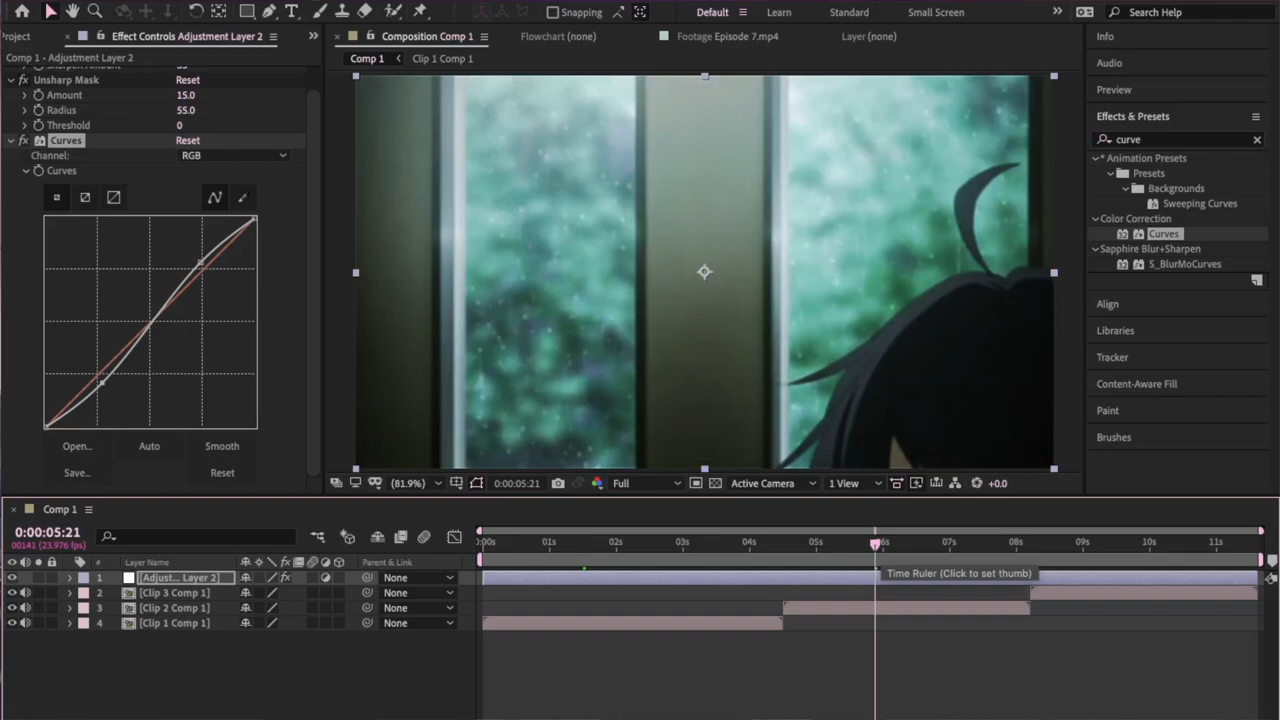 Snapping
Default
Learn
Standard
Small Screen
Search Help
roject
Effect Controls Adjustment Layer 2
Composition Comp 1
Flowchart (none)
Footage Episode 7.mp4
Layer (none)
Info
Comp 1 • Adjustment Layer 2
Comp 1
Clip 1 Comp 1
Audio
Unsharp Mask
Reset
Amount
15.0
Radius
55.0
Threshold
0
Curves
Reset
Channel:
RGB
Curves
Open...
Auto
Smooth
Save...
Reset
Preview
Effects & Presets
curve
* Animation Presets
Presets
Backgrounds
Sweeping Curves
Color Correction
Curves
Sapphire Blur+Sharpen
S_BlurMoCurves
Align
Libraries
Tracker
Content-Aware Fill
Paint
Brushes
(81.9%)
0:00:05:21
Full
Active Camera
1 View
+0.0
Comp 1
0:00:05:21
00141 (23.976 fps)
:00s
01s
02s
03s
04s
05s
06s
07s
08s
09s
10s
11s
#
Layer Name
fx
Parent & Link
1
[Adjust... Layer 2]
fx
None
Time Ruler (Click to set thumb)
2
[Clip 3 Comp 1]
None
3
[Clip 2 Comp 1]
None
4
[Clip 1 Comp 1]
None